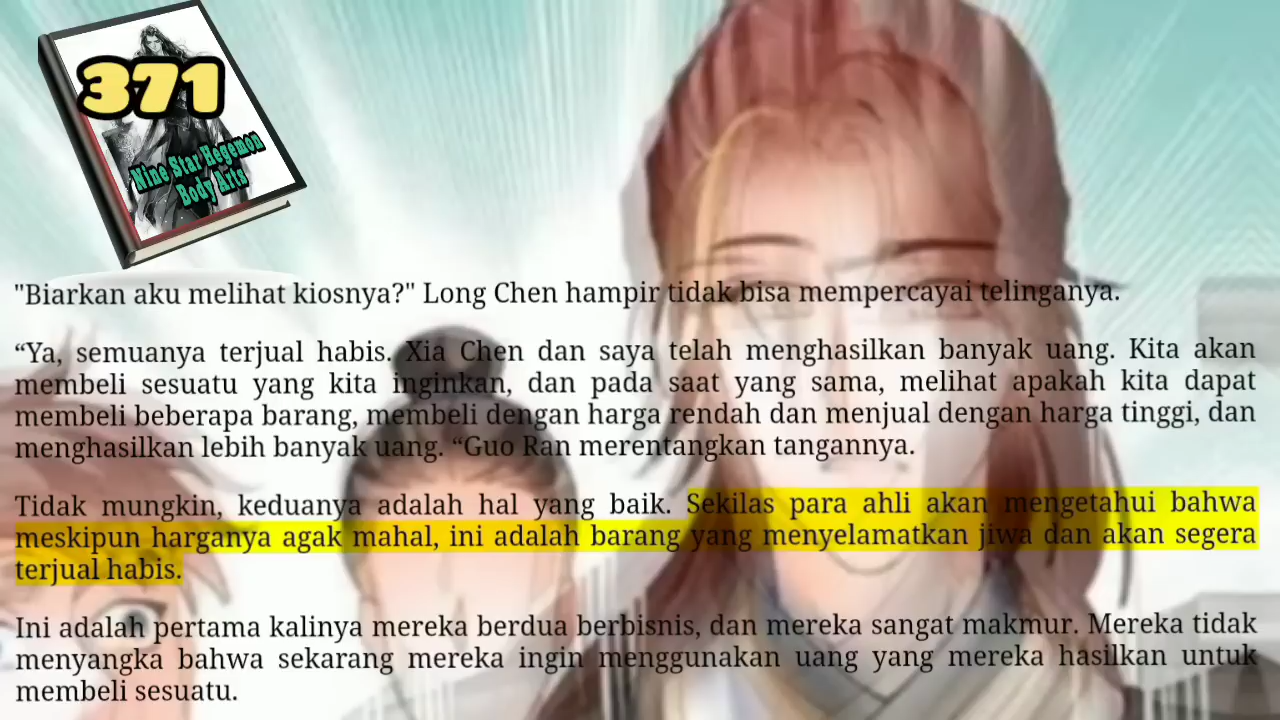 371
Nine Star Hegemon
Body Arts
"Biarkan aku melihat kiosnya?" Long Chen hampir tidak bisa mempercayai telinganya.
“Ya, semuanya terjual habis. Xia Chen dan saya telah menghasilkan banyak uang. Kita akan
membeli sesuatu yang kita inginkan, dan pada saat yang sama, melihat apakah kita dapat
membeli beberapa barang, membeli dengan harga rendah dan menjual dengan harga tinggi, dan
menghasilkan lebih banyak uang. “Guo Ran merentangkan tangannya.
Tidak mungkin, keduanya adalah hal yang baik. Sekilas para ahli akan mengetahui bahwa
meskipun harganya agak mahal, ini adalah barang yang menyelamatkan jiwa dan akan segera
terjual habis.
Ini adalah pertama kalinya mereka berdua berbisnis, dan mereka sangat makmur. Mereka tidak
menyangka bahwa sekarang mereka ingin menggunakan uang yang mereka hasilkan untuk
membeli sesuatu.